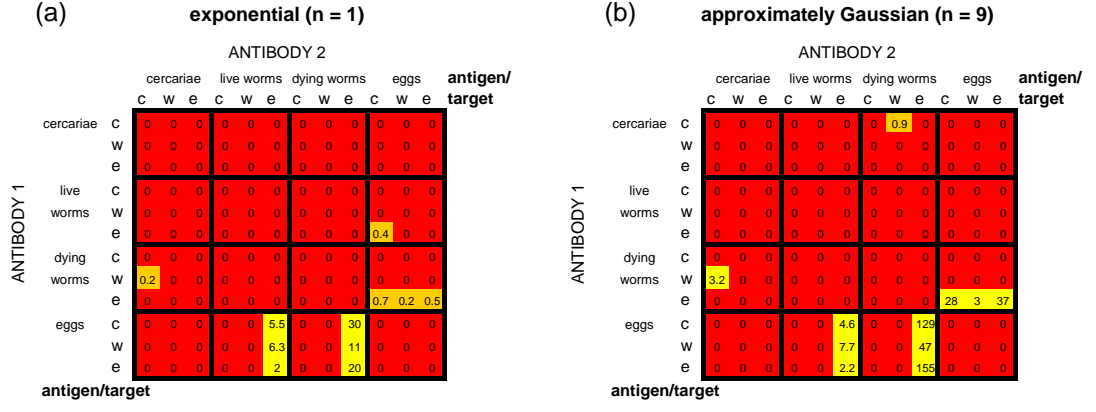 (a) exponential (n = 1)
ANTIBODY 2
cercariae live worms dying worms eggs antigen/
c w e c w e c w e c w e target
cercariae c 0 0 0 0 0 0 0 0 0 0 0 0
w 0 0 0 0 0 0 0 0 0 0 0 0
e 0 0 0 0 0 0 0 0 0 0 0 0
live c 0 0 0 0 0 0 0 0 0 0 0 0
worms w 0 0 0 0 0 0 0 0 0 0 0 0
e 0 0 0 0 0 0 0 0 0 0.4 0 0
dying c 0 0 0 0 0 0 0 0 0 0 0 0
worms w 0.2 0 0 0 0 0 0 0 0 0 0 0
e 0 0 0 0 0 0 0 0 0 0.7 0.2 0.5
eggs c 0 0 0 0 0 5.5 0 0 30 0 0 0
w 0 0 0 0 0 6.3 0 0 11 0 0 0
e 0 0 0 0 0 2 0 0 20 0 0 0
antigen/target
ANTIBODY 1
(b) approximately Gaussian (n = 9)
ANTIBODY 2
cercariae live worms dying worms eggs antigen/
c w e c w e c w e c w e target
cercariae c 0 0 0 0 0 0 0 0.9 0 0 0 0
w 0 0 0 0 0 0 0 0 0 0 0 0
e 0 0 0 0 0 0 0 0 0 0 0 0
live c 0 0 0 0 0 0 0 0 0 0 0 0
worms w 0 0 0 0 0 0 0 0 0 0 0 0
e 0 0 0 0 0 0 0 0 0 0 0 0
dying c 0 0 0 0 0 0 0 0 0 0 0 0
worms w 3.2 0 0 0 0 0 0 0 0 0 0 0
e 0 0 0 0 0 0 0 0 0 28 3 37
eggs c 0 0 0 0 0 4.6 0 0 129 0 0 0
w 0 0 0 0 0 7.7 0 0 47 0 0 0
e 0 0 0 0 0 2.2 0 0 155 0 0 0
antigen/target
ANTIBODY 1